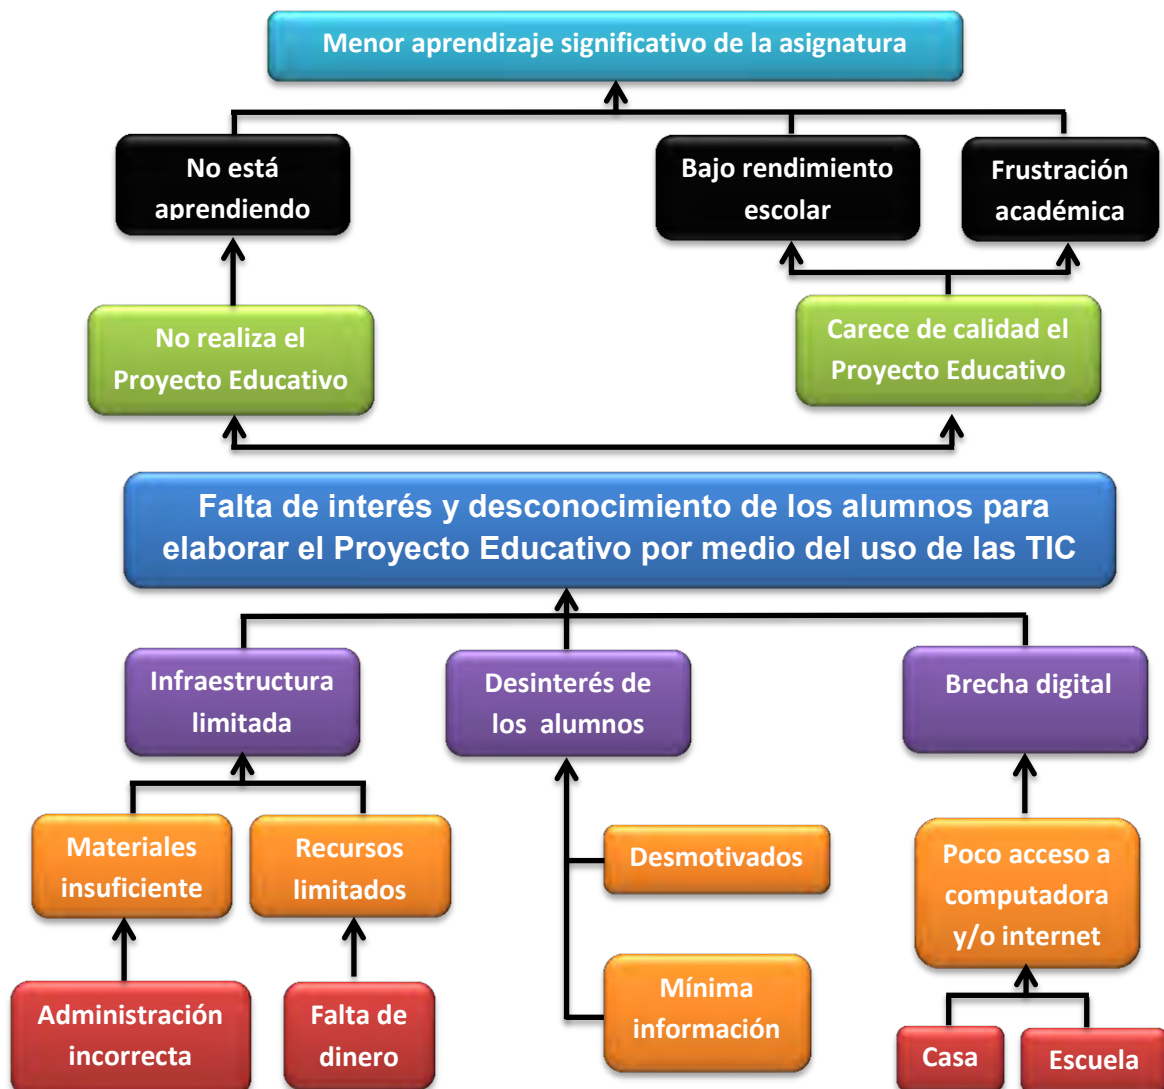 Menor aprendizaje significativo de la asignatura
No está
aprendiendo
Bajo rendimiento
escolar
Frustración
académica
No realiza el
Proyecto Educativo
Carece de calidad el
Proyecto Educativo
Falta de interés y desconocimiento de los alumnos para
elaborar el Proyecto Educativo por medio del uso de las TIC
Infraestructura
limitada
Desinterés de
los alumnos
Brecha digital
Materiales
insuficiente
Recursos
limitados
Desmotivados
Mínima
información
Poco acceso a
computadora
y/o internet
Administración
incorrecta
Falta de
dinero
Casa
Escuela